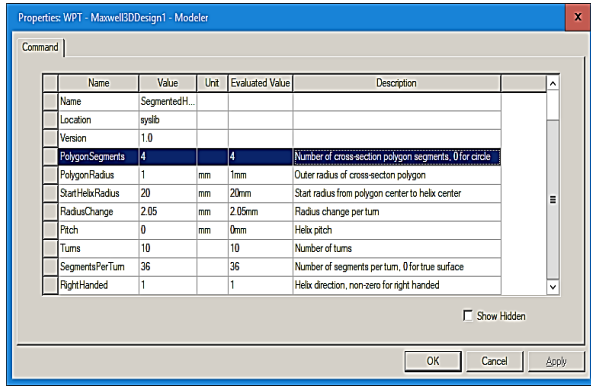 Properties: WPT - Maxwell3DDesign1 - Modeler
x
Command
Name Value Unit Evaluated Value Description
Name SegmentedH...
Location syslib
Version 1.0
PolygonSegments 4 4 Number of cross-section polygon segments, 0 for circle
PolygonRadius 1 mm 1mm Outer radius of cross-secton polygon
StartHelixRadius 20 mm 20mm Start radius from polygon center to helix center
RadiusChange 2.05 mm 2.05mm Radius change per turn
Pitch 0 mm 0mm Helix pitch
Turns 10 10 Number of turns
SegmentsPerTurn 36 36 Number of segments per turn, 0 for true surface
RightHanded 1 1 Helix direction, non-zero for right handed
Show Hidden
OK Cancel Apply